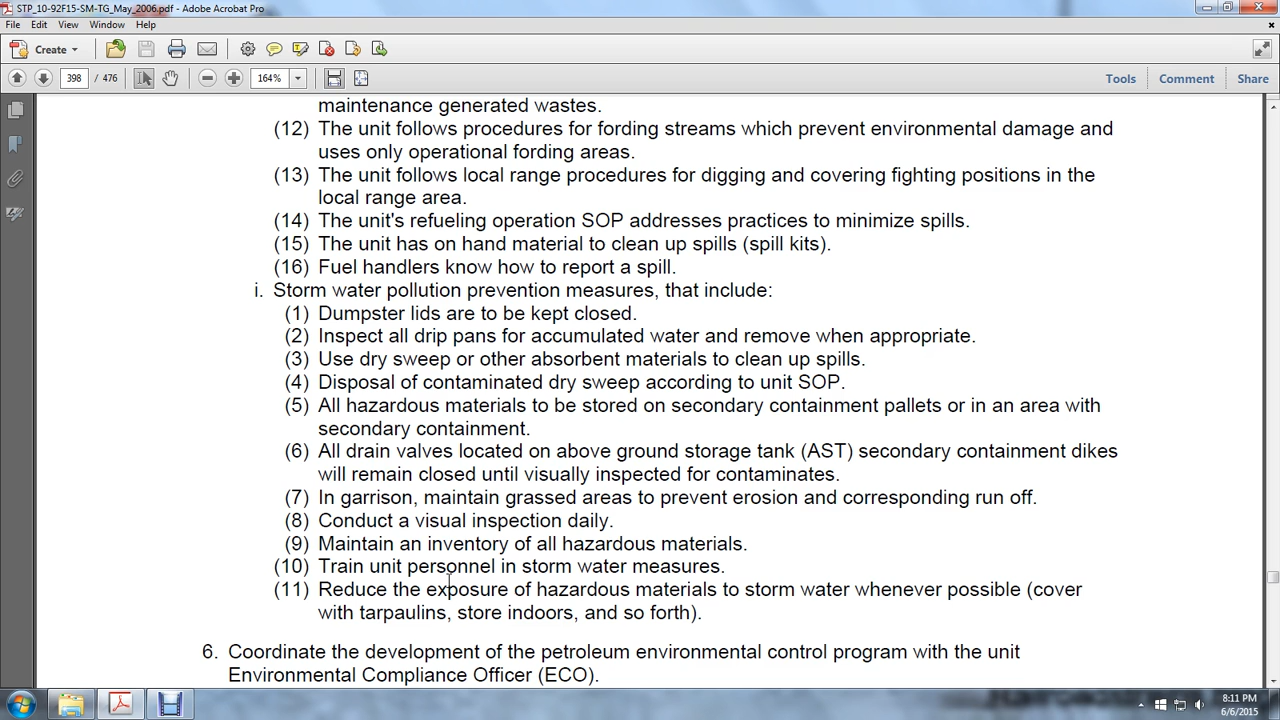 STP_10-92F15-SM-TG_May_2006.pdf - Adobe Acrobat Pro
File Edit View Window Help
Create
398 / 476 164% Tools Comment Share
maintenance generated wastes.
(12) The unit follows procedures for fording streams which prevent environmental damage and
uses only operational fording areas.
(13) The unit follows local range procedures for digging and covering fighting positions in the
local range area.
(14) The unit's refueling operation SOP addresses practices to minimize spills.
(15) The unit has on hand material to clean up spills (spill kits).
(16) Fuel handlers know how to report a spill.
i. Storm water pollution prevention measures, that include:
(1) Dumpster lids are to be kept closed.
(2) Inspect all drip pans for accumulated water and remove when appropriate.
(3) Use dry sweep or other absorbent materials to clean up spills.
(4) Disposal of contaminated dry sweep according to unit SOP.
(5) All hazardous materials to be stored on secondary containment pallets or in an area with
secondary containment.
(6) All drain valves located on above ground storage tank (AST) secondary containment dikes
will remain closed until visually inspected for contaminates.
(7) In garrison, maintain grassed areas to prevent erosion and corresponding run off.
(8) Conduct a visual inspection daily.
(9) Maintain an inventory of all hazardous materials.
(10) Train unit personnel in storm water measures.
(11) Reduce the exposure of hazardous materials to storm water whenever possible (cover
with tarpaulins, store indoors, and so forth).
6. Coordinate the development of the petroleum environmental control program with the unit
Environmental Compliance Officer (ECO).
8:11 PM
6/6/2015